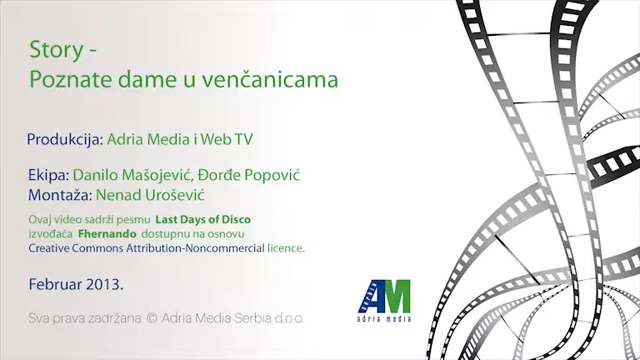 Story -
Poznate dame u venčanicama
Produkcija: Adria Media i Web TV
Ekipa: Danilo Mašojević, Đorđe Popović
Montaža: Nenad Urošević
Ovaj video sadrži pesmu Last Days of Disco
izvođača Fhernando dostupnu na osnovu
Creative Commons Attribution-Noncommercial licence.
Februar 2013.
AM
adria media
Sva prava zadržana © Adria Media Serbia d.o.o.